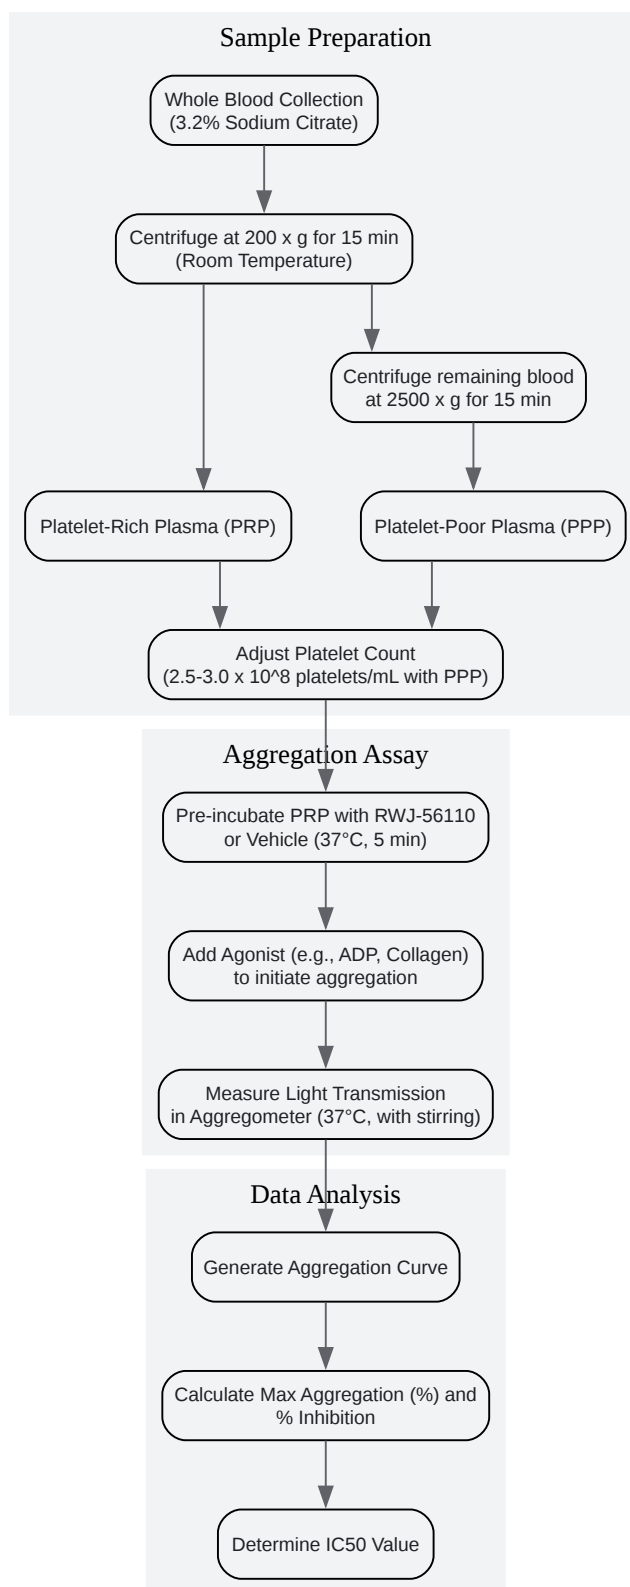 Sample Preparation
Whole Blood Collection
(3.2% Sodium Citrate)
Centrifuge at 200 x g for 15 min
(Room Temperature)
Centrifuge remaining blood
at 2500 x g for 15 min
Platelet-Rich Plasma (PRP)
Platelet-Poor Plasma (PPP)
Adjust Platelet Count
(2.5-3.0 x 10^8 platelets/mL with PPP)
Aggregation Assay
Pre-incubate PRP with RWJ-56110
or Vehicle (37°C, 5 min)
Add Agonist (e.g., ADP, Collagen)
to initiate aggregation
Measure Light Transmission
in Aggregometer (37°C, with stirring)
Data Analysis
Generate Aggregation Curve
Calculate Max Aggregation (%) and
% Inhibition
Determine IC50 Value